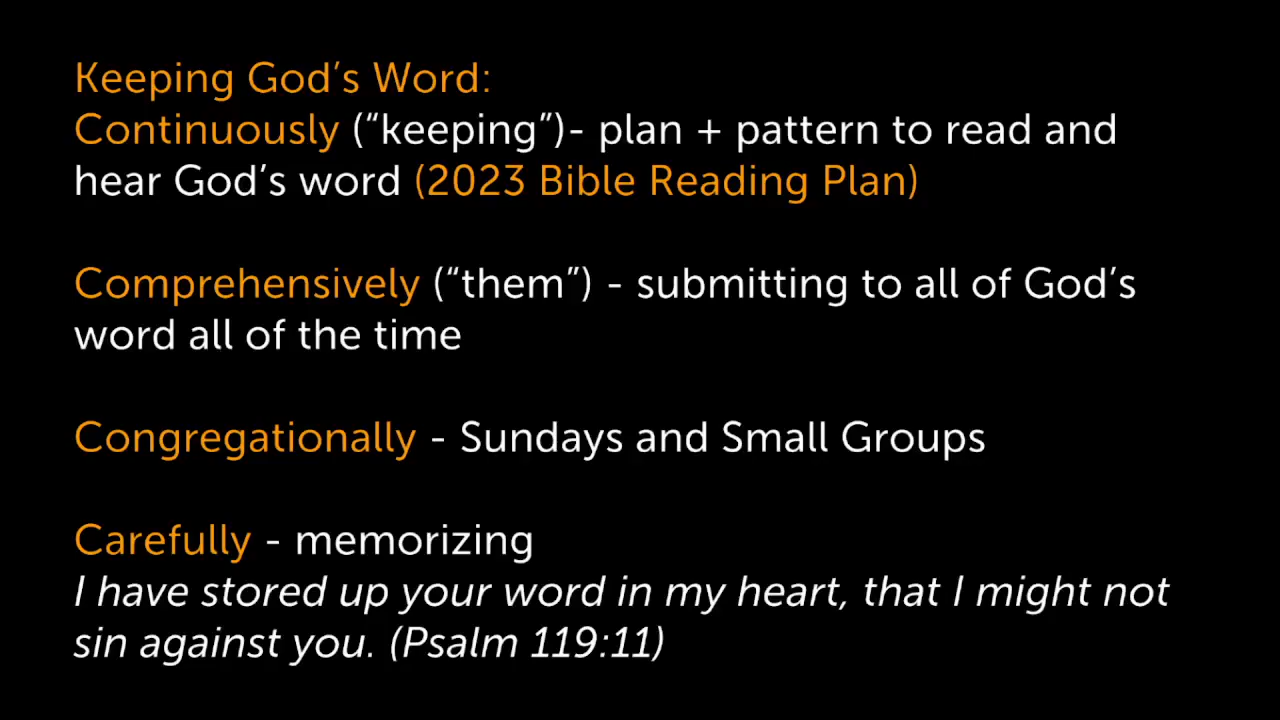 Keeping God’s Word:
Continuously (“keeping”)- plan + pattern to read and
hear God’s word (2023 Bible Reading Plan)
Comprehensively (“them”) - submitting to all of God’s
word all of the time
Congregationally - Sundays and Small Groups
Carefully - memorizing
I have stored up your word in my heart, that I might not
sin against you. (Psalm 119:11)